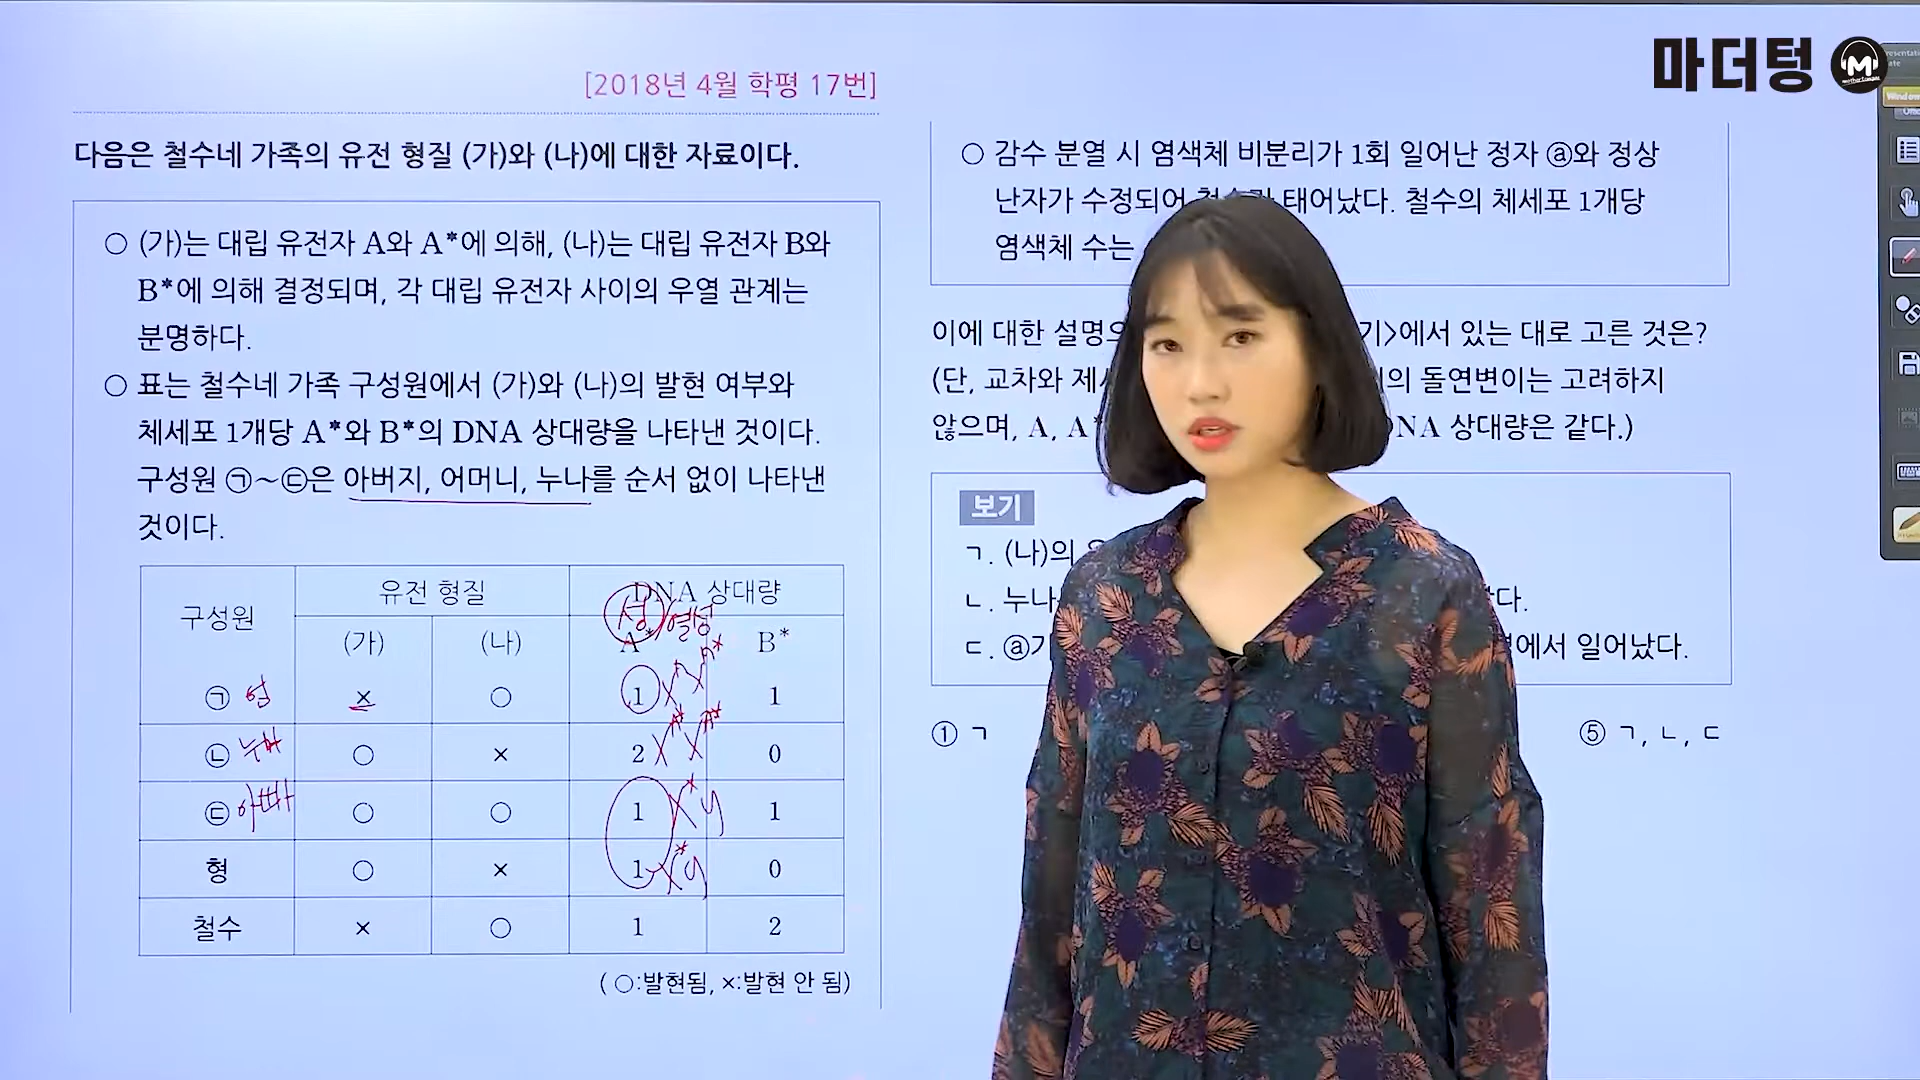 마더텅
[2018년 4월 학평 17번]
다음은 철수네 가족의 유전 형질 (가)와 (나)에 대한 자료이다.
○ (가)는 대립 유전자 A와 A*에 의해, (나)는 대립 유전자 B와
B*에 의해 결정되며, 각 대립 유전자 사이의 우열 관계는
분명하다.
○ 표는 철수네 가족 구성원에서 (가)와 (나)의 발현 여부와
체세포 1개당 A*와 B*의 DNA 상대량을 나타낸 것이다.
구성원 ㉠~㉢은 아버지, 어머니, 누나를 순서 없이 나타낸
것이다.
구성원 유전 형질 DNA 상대량
성/열성
(가) (나) A* B*
㉠ × ○ 1 1
㉡ ○ × 2 X* X* 0
㉢ 아빠 ○ ○ 1 X* y 1
형 ○ × 1 X* y 0
철수 × ○ 1 2
( ○:발현됨, ×:발현 안 됨)
○ 감수 분열 시 염색체 비분리가 1회 일어난 정자 ⓐ와 정상
난자가 수정되어 태어났다. 철수의 체세포 1개당
염색체 수는
이에 대한 설명 에서 있는 대로 고른 것은?
(단, 교차와 의 돌연변이는 고려하지
않으며, A, A* DNA 상대량은 같다.)
보기
ㄱ. (나)의
ㄴ. 누나 다.
ㄷ. ⓐ가 에서 일어났다.
① ㄱ ⑤ ㄱ, ㄴ, ㄷ